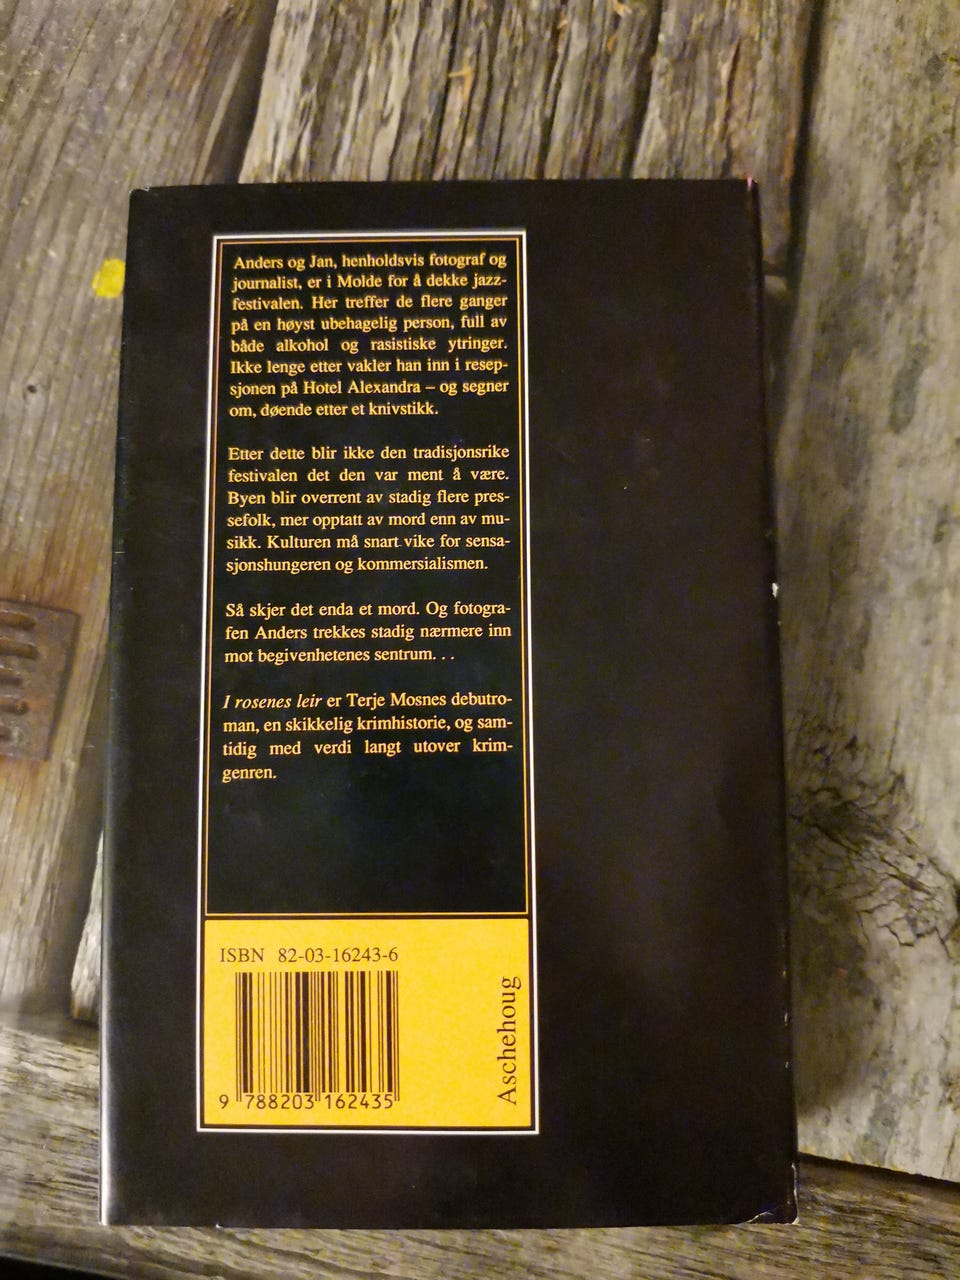 Anders og Jan, henholdsvis fotograf og
journalist, er i Molde for å dekke jazz-
festivalen. Her treffer de flere ganger
på en høyst ubehagelig person, full av
både alkohol og rasistiske ytringer.
Ikke lenge etter vakler han inn i resep-
sjonen på Hotel Alexandra – og segner
om, døende etter et knivstikk.
Etter dette blir ikke den tradisjonsrike
festivalen det den var ment å være.
Byen blir overrent av stadig flere pres-
sefolk, mer opptatt av mord enn av mu-
sikk. Kulturen må snart vike for sensa-
sjonshungeren og kommersialismen.
Så skjer det enda et mord. Og fotogra-
fen Anders trekkes stadig nærmere inn
mot begivenhetenes sentrum. . .
I rosenes leir er Terje Mosnes debutro-
man, en skikkelig krimhistorie, og sam-
tidig med verdi langt utover krim-
genren.
ISBN 82-03-16243-6
9 788203 162435
Aschehoug